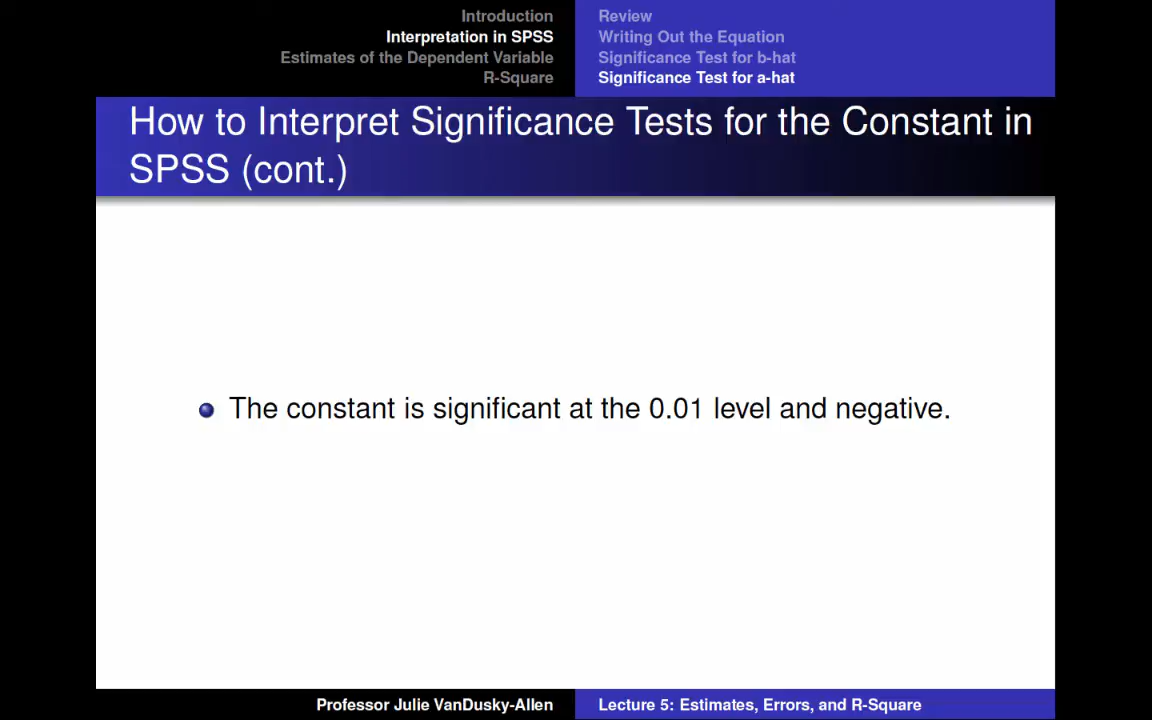 Introduction
Interpretation in SPSS
Estimates of the Dependent Variable
R-Square
Review
Writing Out the Equation
Significance Test for b-hat
Significance Test for a-hat
How to Interpret Significance Tests for the Constant in
SPSS (cont.)
The constant is significant at the 0.01 level and negative.
Professor Julie VanDusky-Allen
Lecture 5: Estimates, Errors, and R-Square